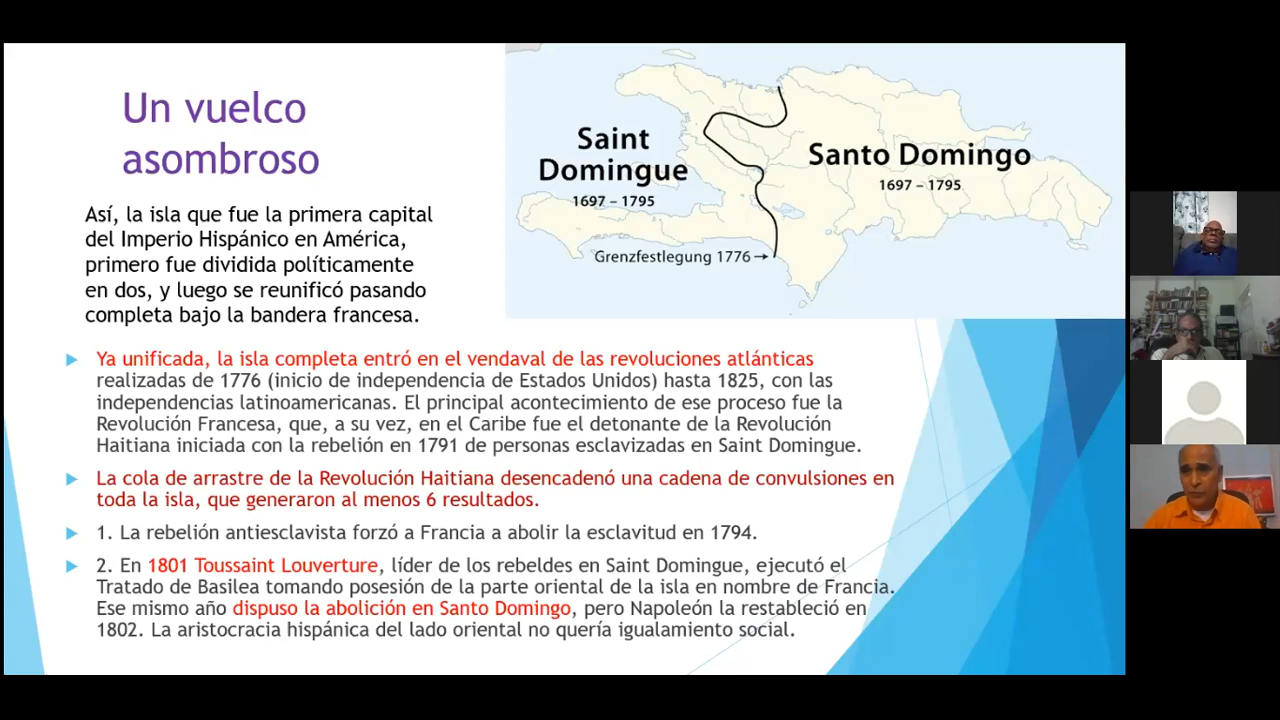 Un vuelco
asombroso
Así, la isla que fue la primera capital
del Imperio Hispánico en América,
primero fue dividida políticamente
en dos, y luego se reunificó pasando
completa bajo la bandera francesa.
Saint
Domingue
1697 – 1795
Santo Domingo
1697 – 1795
Grenzfestlegung 1776→
Ya unificada, la isla completa entró en el vendaval de las revoluciones atlánticas
realizadas de 1776 (inicio de independencia de Estados Unidos) hasta 1825, con las
independencias latinoamericanas. El principal acontecimiento de ese proceso fue la
Revolución Francesa, que, a su vez, en el Caribe fue el detonante de la Revolución
Haitiana iniciada con la rebelión en 1791 de personas esclavizadas en Saint Domingue.
La cola de arrastre de la Revolución Haitiana desencadenó una cadena de convulsiones en
toda la isla, que generaron al menos 6 resultados.
1. La rebelión antiesclavista forzó a Francia a abolir la esclavitud en 1794.
2. En 1801 Toussaint Louverture, líder de los rebeldes en Saint Domingue, ejecutó el
Tratado de Basilea tomando posesión de la parte oriental de la isla en nombre de Francia.
Ese mismo año dispuso la abolición en Santo Domingo, pero Napoleón la restableció en
1802. La aristocracia hispánica del lado oriental no quería igualamiento social.